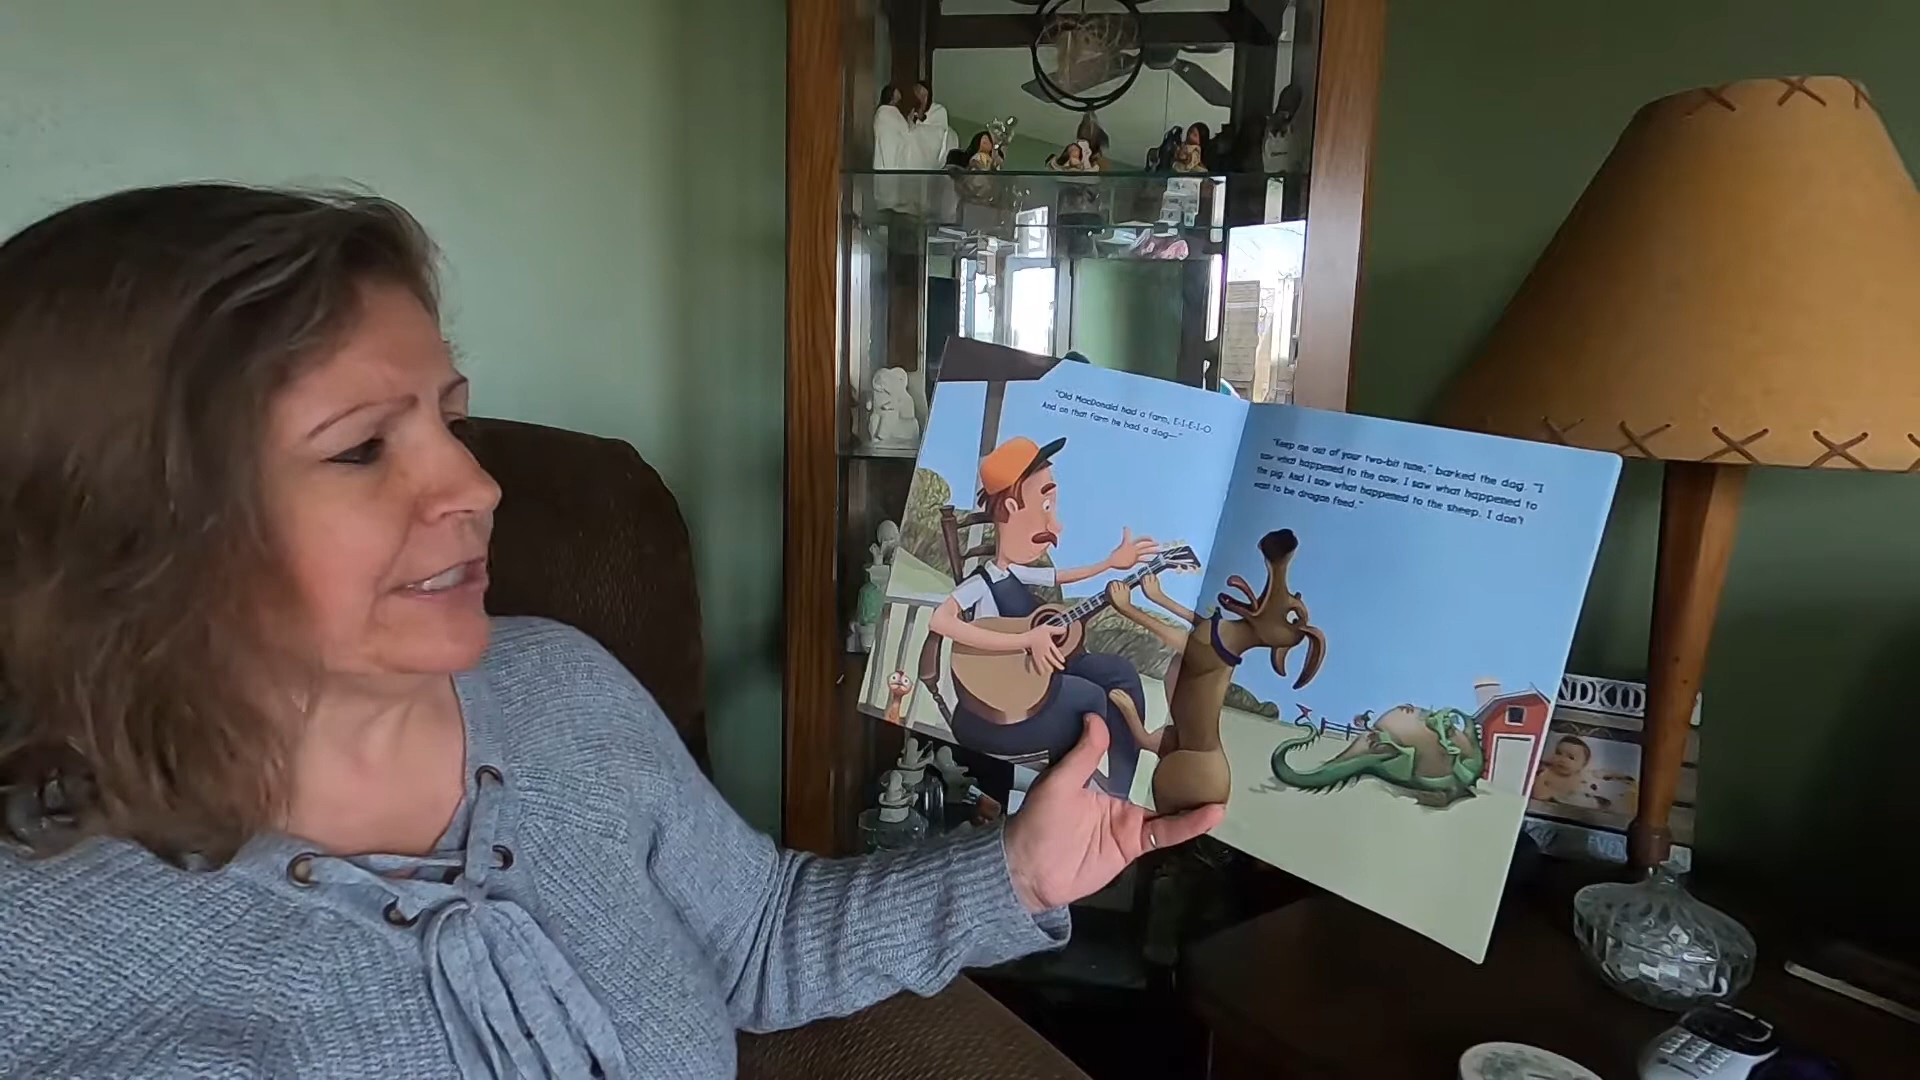 "Old MacDonald had a farm, E-I-E-I-O.
And on that farm he had a dog—"
"Keep me out of your two-bit tune," barked the dog. "I
saw what happened to the cow. I saw what happened to
the pig. And I saw what happened to the sheep. I don't
want to be dragon feed."